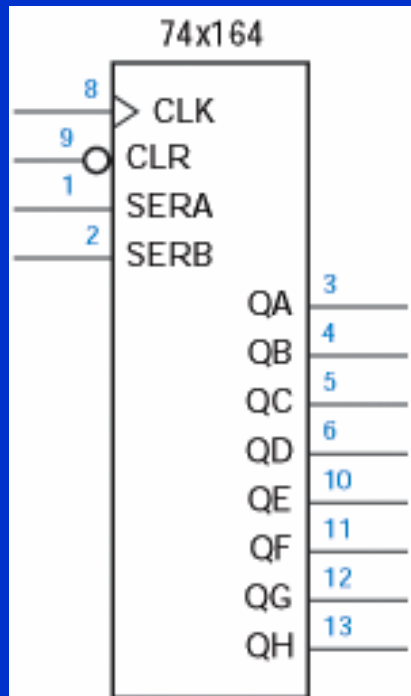 74x164
8
CLK
9
CLR
1
SERA
2
SERB
QA 3
QB 4
QC 5
QD 6
QE 10
QF 11
QG 12
QH 13